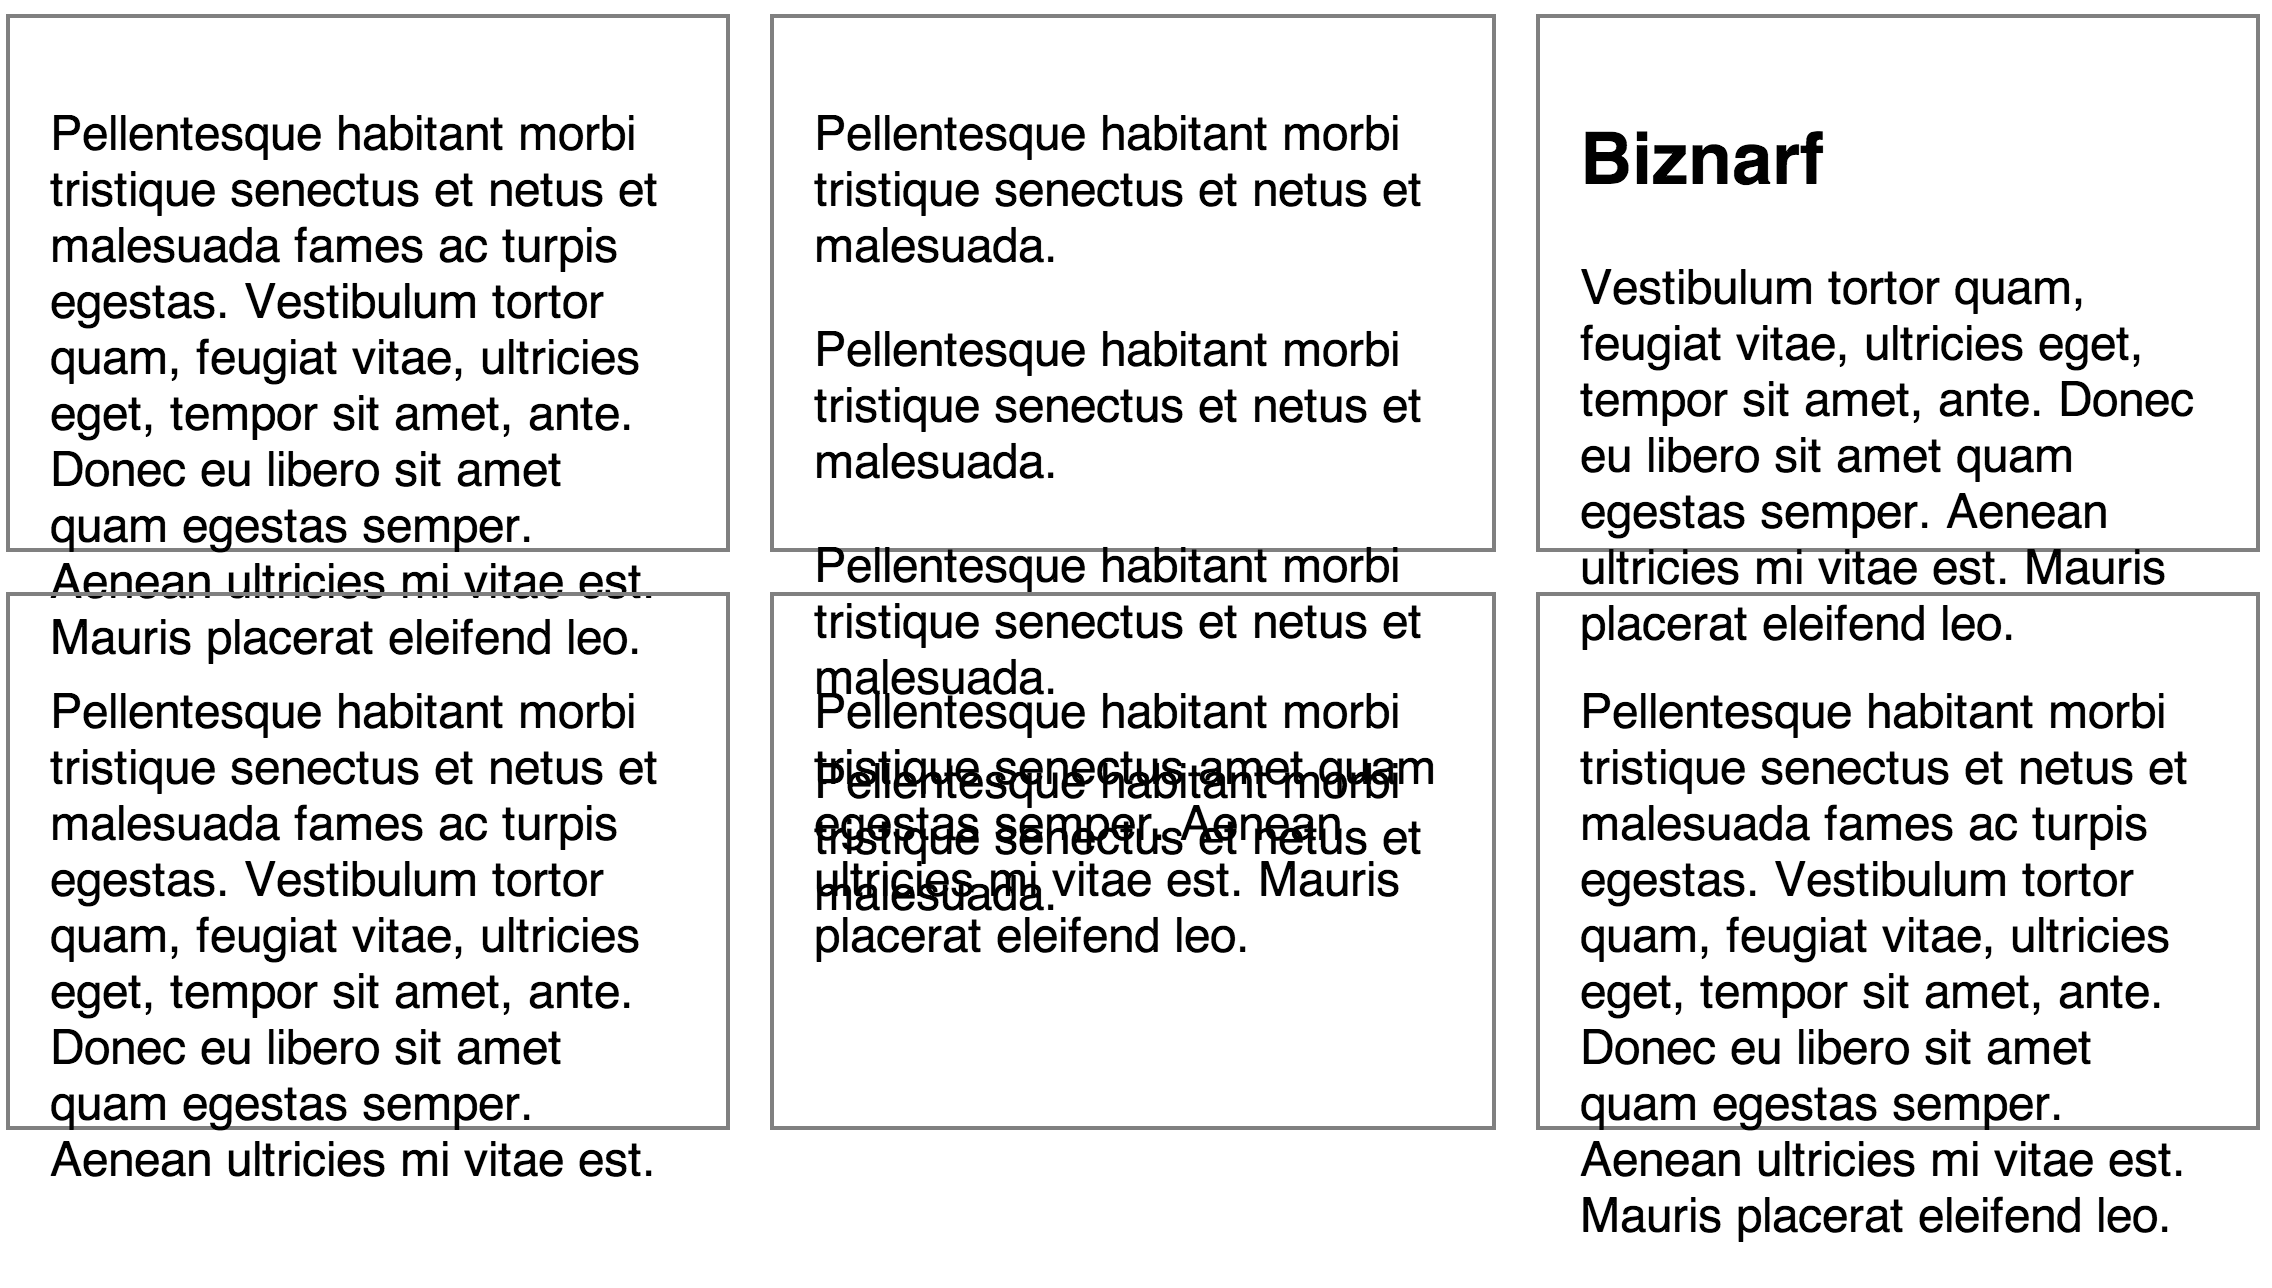 Pellentesque habitant morbi
tristique senectus et netus et
malesuada fames ac turpis
egestas. Vestibulum tortor
quam, feugiat vitae, ultricies
eget, tempor sit amet, ante.
Donec eu libero sit amet
quam egestas semper.
Aenean ultricies mi vitae est.
Mauris placerat eleifend leo.
Pellentesque habitant morbi
tristique senectus et netus et
malesuada.
Pellentesque habitant morbi
tristique senectus et netus et
malesuada.
Pellentesque habitant morbi
tristique senectus et netus et
malesuada.
Pellentesque habitant morbi
tristique senectus et netus et
malesuada.
Biznarf
Vestibulum tortor quam,
feugiat vitae, ultricies eget,
tempor sit amet, ante. Donec
eu libero sit amet quam
egestas semper. Aenean
ultricies mi vitae est. Mauris
placerat eleifend leo.
Pellentesque habitant morbi
tristique senectus et netus et
malesuada fames ac turpis
egestas. Vestibulum tortor
quam, feugiat vitae, ultricies
eget, tempor sit amet, ante.
Donec eu libero sit amet
quam egestas semper.
Aenean ultricies mi vitae est.
Pellentesque habitant morbi
tristique senectus amet quam
egestas semper. Aenean
ultricies mi vitae est. Mauris
placerat eleifend leo.
Pellentesque habitant morbi
tristique senectus et netus et
malesuada fames ac turpis
egestas. Vestibulum tortor
quam, feugiat vitae, ultricies
eget, tempor sit amet, ante.
Donec eu libero sit amet
quam egestas semper.
Aenean ultricies mi vitae est.
Mauris placerat eleifend leo.